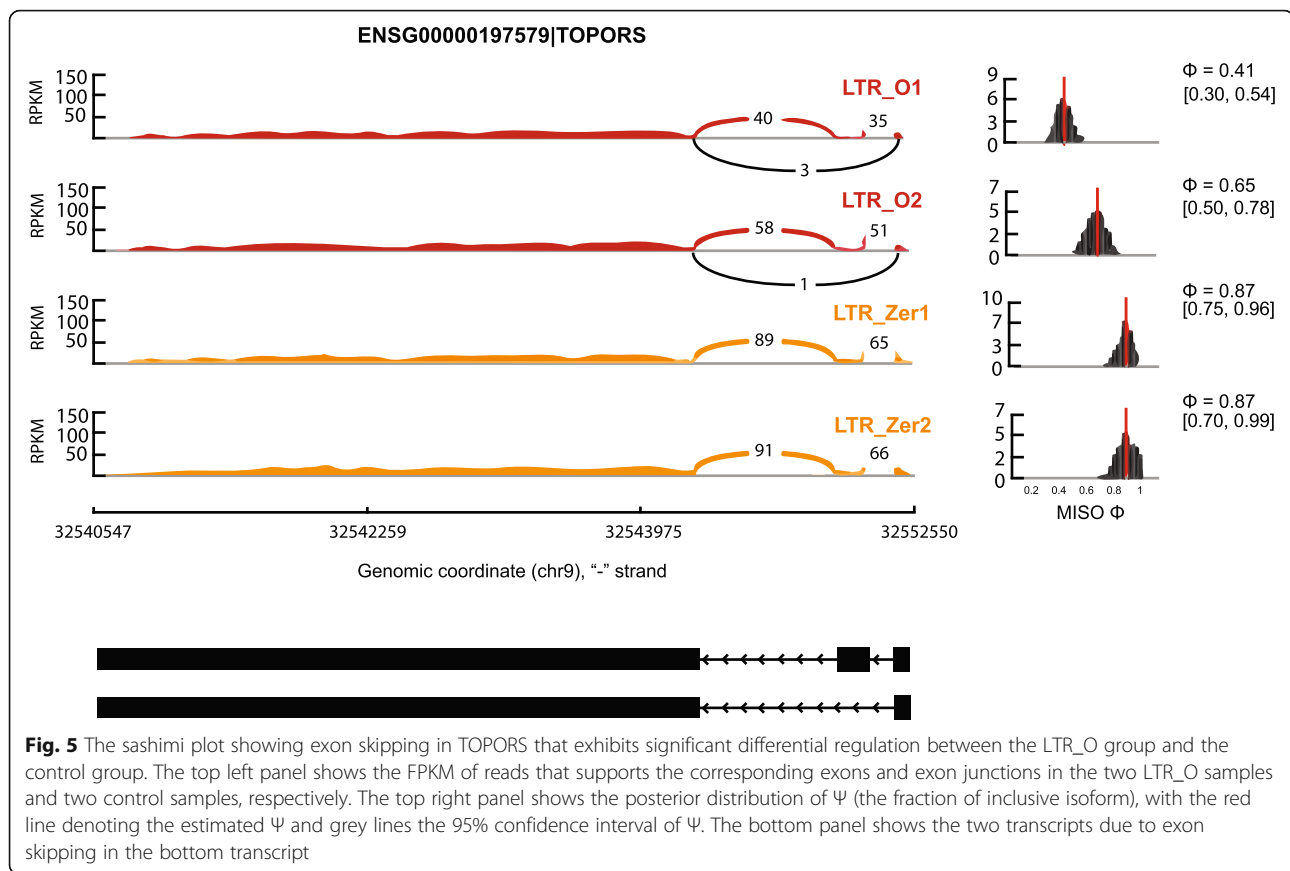 ENSG00000197579|TOPORS
RPKM
150
100
50
LTR_O1
40
35
3
9
6
3
0
Φ = 0.41
[0.30, 0.54]
RPKM
150
100
50
LTR_O2
58
51
1
7
5
2
0
Φ = 0.65
[0.50, 0.78]
RPKM
150
100
50
LTR_Zer1
89
65
10
7
3
0
Φ = 0.87
[0.75, 0.96]
RPKM
150
100
50
LTR_Zer2
91
66
7
5
2
0
Φ = 0.87
[0.70, 0.99]
0.2 0.4 0.6 0.8 1
MISO Φ
32540547 32542259 32543975 32552550
Genomic coordinate (chr9), “-” strand
Fig. 5 The sashimi plot showing exon skipping in TOPORS that exhibits significant differential regulation between the LTR_O group and the
control group. The top left panel shows the FPKM of reads that supports the corresponding exons and exon junctions in the two LTR_O samples
and two control samples, respectively. The top right panel shows the posterior distribution of Ψ (the fraction of inclusive isoform), with the red
line denoting the estimated Ψ and grey lines the 95% confidence interval of Ψ. The bottom panel shows the two transcripts due to exon
skipping in the bottom transcript